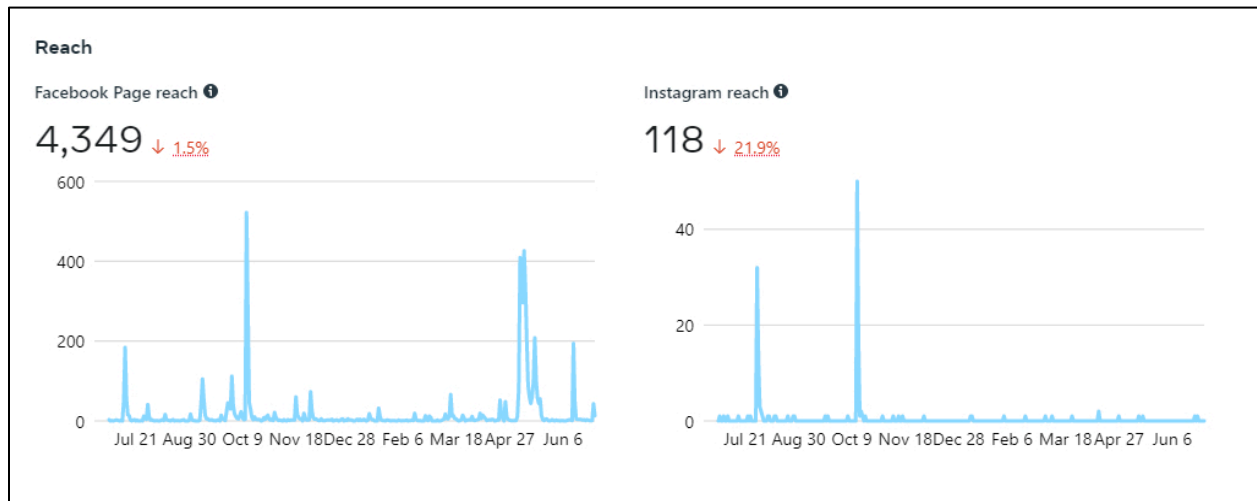 Reach
Facebook Page reach
4,349 ↓ 1.5%
600
400
200
0
Jul 21 Aug 30 Oct 9 Nov 18 Dec 28 Feb 6 Mar 18 Apr 27 Jun 6
Instagram reach
118 ↓ 21.9%
40
20
0
Jul 21 Aug 30 Oct 9 Nov 18 Dec 28 Feb 6 Mar 18 Apr 27 Jun 6